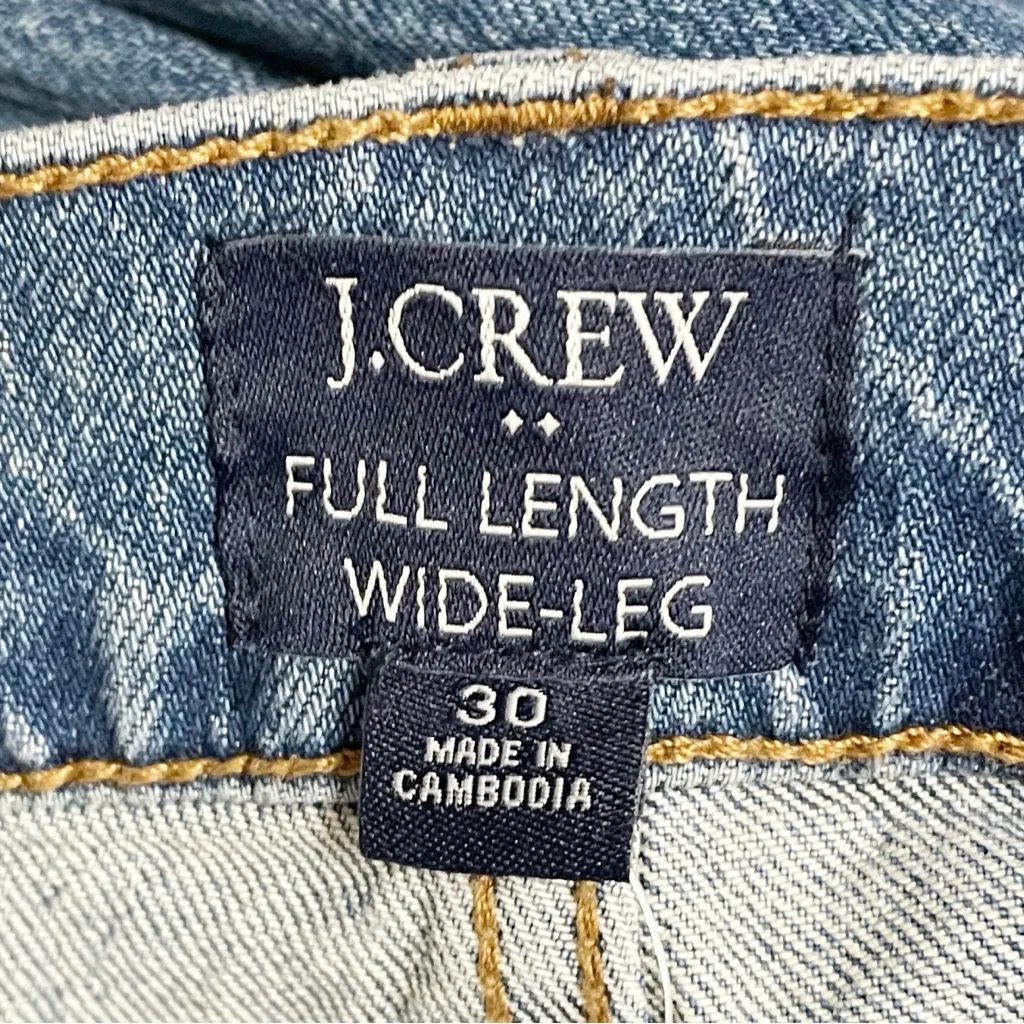 J.CREW
FULL LENGTH
WIDE-LEG
30
MADE IN
CAMBODIA